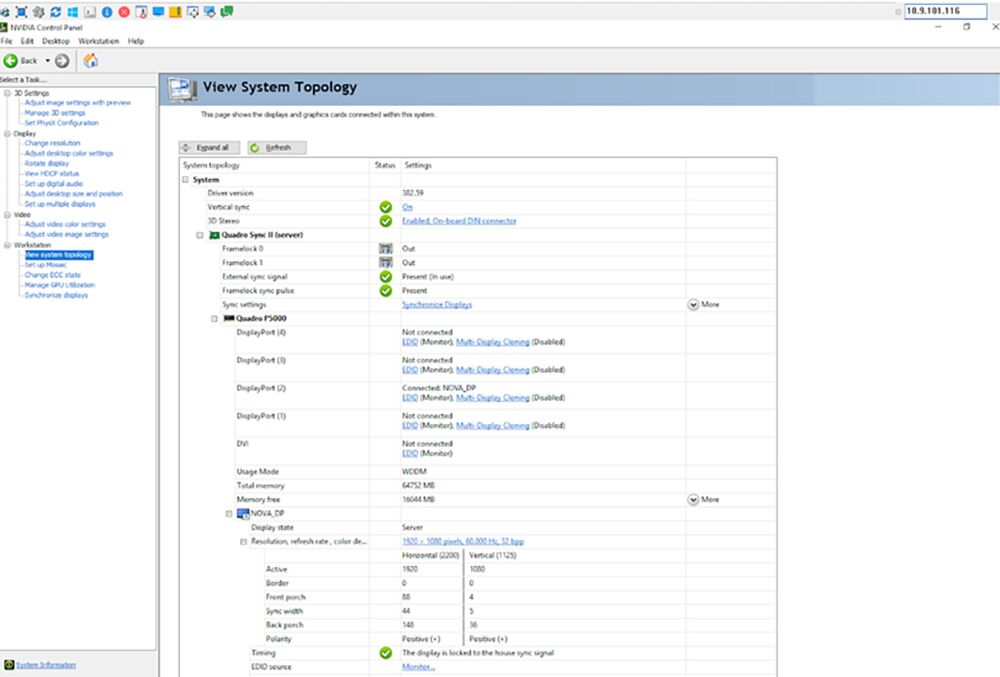 10.9.101.116
NVIDIA Control Panel
File Edit Desktop Workstation Help
Back
Select a Task...
3D Settings
Adjust image settings with preview
Manage 3D settings
Set PhysX Configuration
Display
Change resolution
Adjust desktop color settings
Rotate display
View HDCP status
Set up digital audio
Adjust desktop size and position
Set up multiple displays
Video
Adjust video color settings
Adjust video image settings
Workstation
View system topology
Set up Mosaic
Change ECC state
Manage GPU Utilization
Synchronize displays
System Information
View System Topology
This page shows the displays and graphics cards connected within this system.
Expand all Refresh
System topology Status Settings
System
Driver version 382.59
Vertical sync On
3D Stereo Enabled; On-board DIN connector
Quadro Sync II (server)
Framelock 0 Out
Framelock 1 Out
External sync signal Present (In use)
Framelock sync pulse Present
Sync settings Synchronize Displays More
Quadro P5000
DisplayPort (4) Not connected
EDID (Monitor), Multi-Display Cloning (Disabled)
DisplayPort (3) Not connected
EDID (Monitor), Multi-Display Cloning (Disabled)
DisplayPort (2) Connected: NOVA_DP
EDID (Monitor), Multi-Display Cloning (Disabled)
DisplayPort (1) Not connected
EDID (Monitor), Multi-Display Cloning (Disabled)
DVI Not connected
EDID (Monitor)
Usage Mode WDDM
Total memory 64752 MB
Memory free 16044 MB More
NOVA_DP
Display state Server
Resolution, refresh rate , color de... 1920 × 1080 pixels, 60.000 Hz, 32 bpp
Horizontal (2200) Vertical (1125)
Active 1920 1080
Border 0 0
Front porch 88 4
Sync width 44 5
Back porch 148 36
Polarity Positive (+) Positive (+)
Timing The display is locked to the house sync signal
EDID source Monitor...